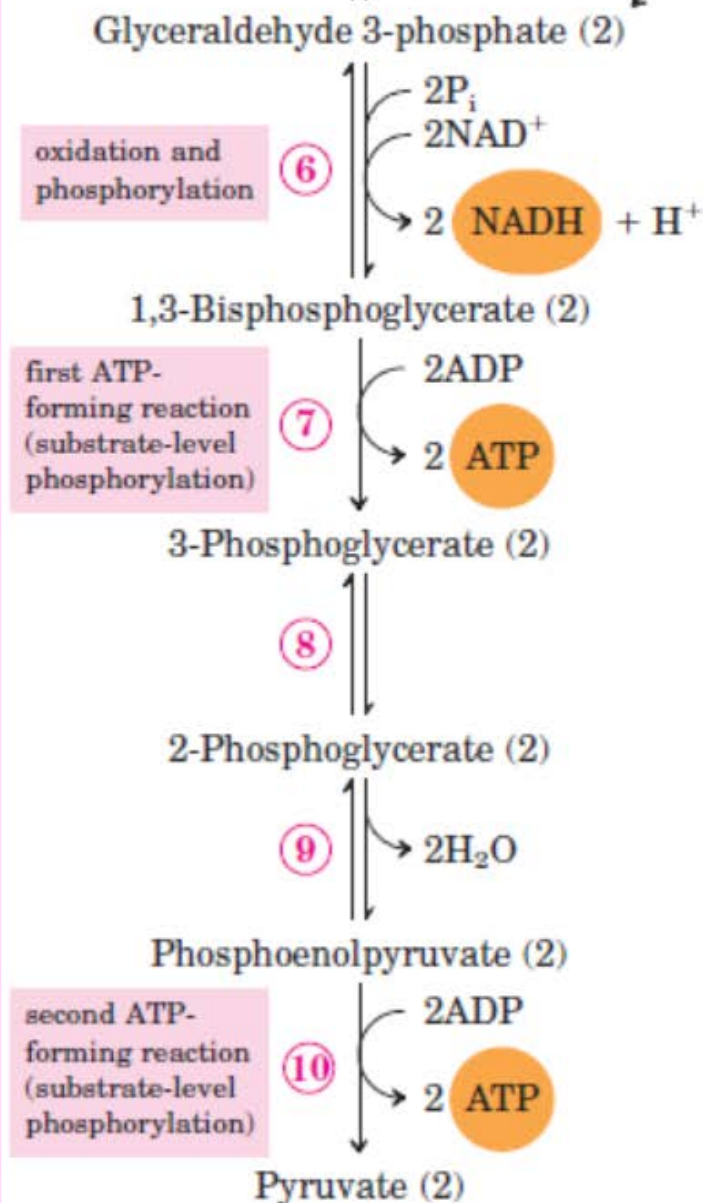 Glyceraldehyde 3-phosphate (2)
2Pᵢ
2NAD⁺
oxidation and
phosphorylation
6
2 NADH + H⁺
1,3-Bisphosphoglycerate (2)
first ATP-
forming reaction
(substrate-level
phosphorylation)
7
2ADP
2 ATP
3-Phosphoglycerate (2)
8
2-Phosphoglycerate (2)
9
2H₂O
Phosphoenolpyruvate (2)
second ATP-
forming reaction
(substrate-level
phosphorylation)
10
2ADP
2 ATP
Pyruvate (2)